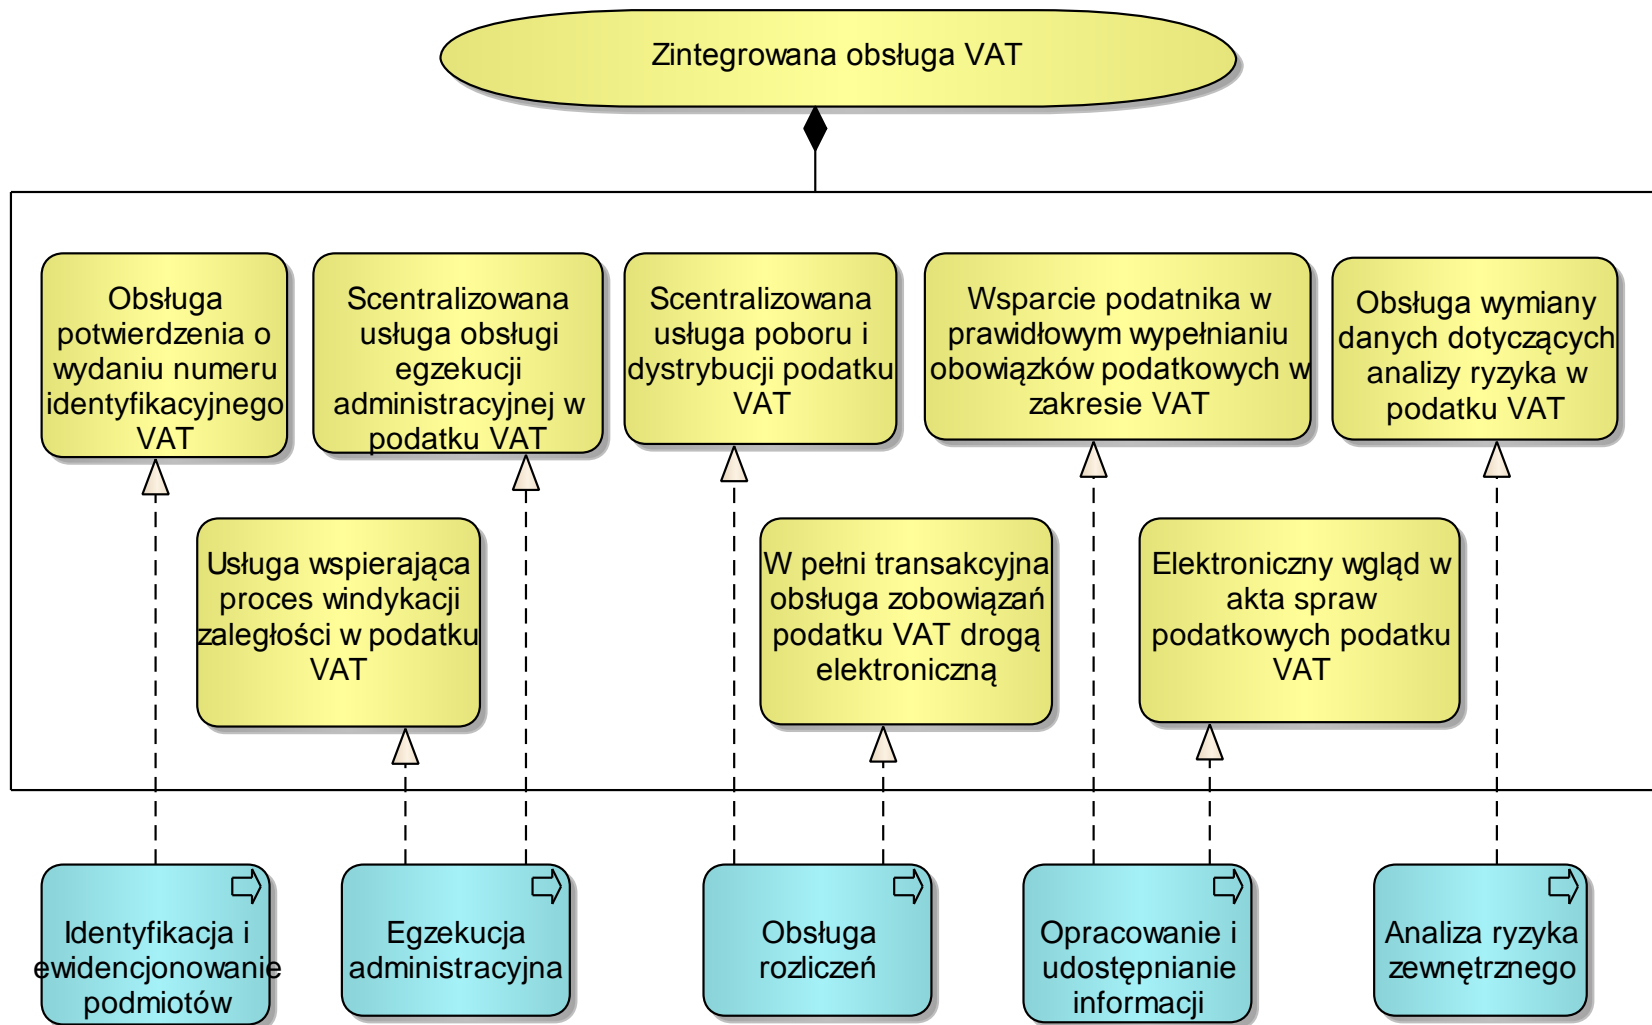 Zintegrowana obsługa VAT
Obsługa
potwierdzenia o
wydaniu numeru
identyfikacyjnego
VAT
Scentralizowana
usługa obsługi
egzekucji
administracyjnej w
podatku VAT
Scentralizowana
usługa poboru i
dystrybucji podatku
VAT
Wsparcie podatnika w
prawidłowym wypełnianiu
obowiązków podatkowych w
zakresie VAT
Obsługa wymiany
danych dotyczących
analizy ryzyka w
podatku VAT
Usługa wspierająca
proces windykacji
zaległości w podatku
VAT
W pełni transakcyjna
obsługa zobowiązań
podatku VAT drogą
elektroniczną
Elektroniczny wgląd w
akta spraw
podatkowych podatku
VAT
Identyfikacja i
ewidencjonowanie
podmiotów
Egzekucja
administracyjna
Obsługa
rozliczeń
Opracowanie i
udostępnianie
informacji
Analiza ryzyka
zewnętrznego